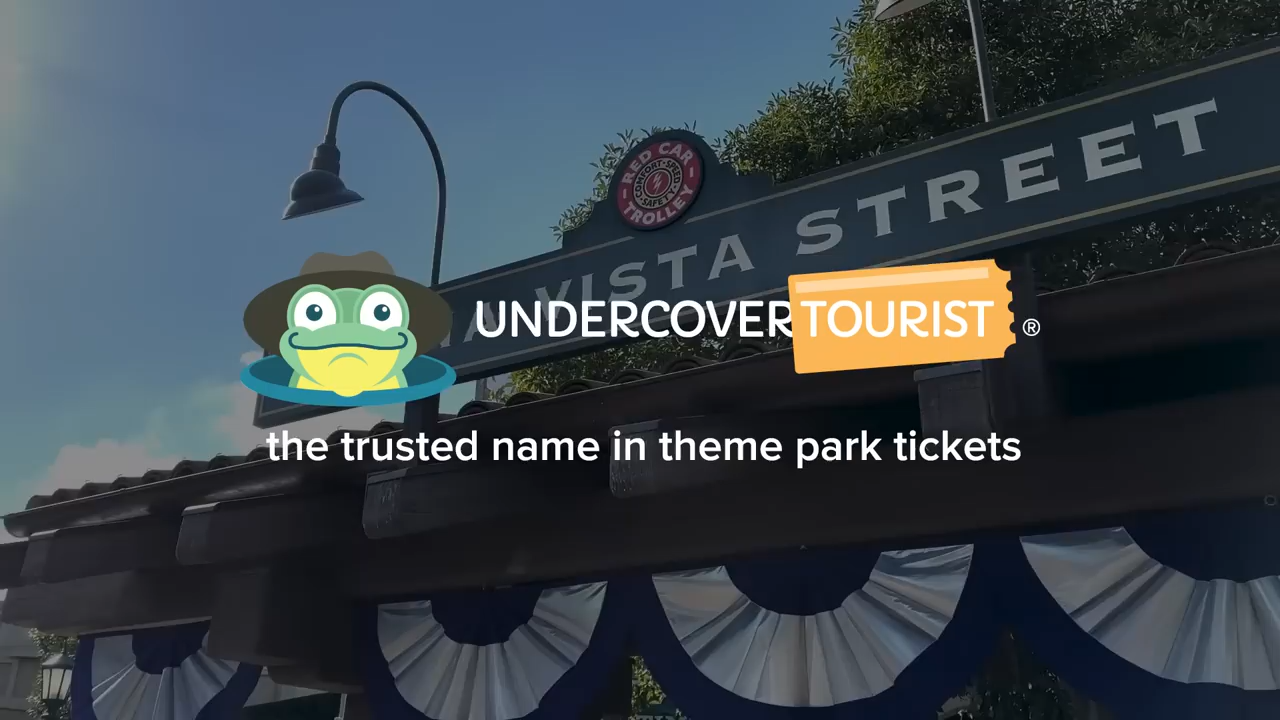 RED CAR
COMFORT-SPEED
SAFETY
TROLLEY
VISTA STREET
UNDERCOVERTOURIST®
the trusted name in theme park tickets